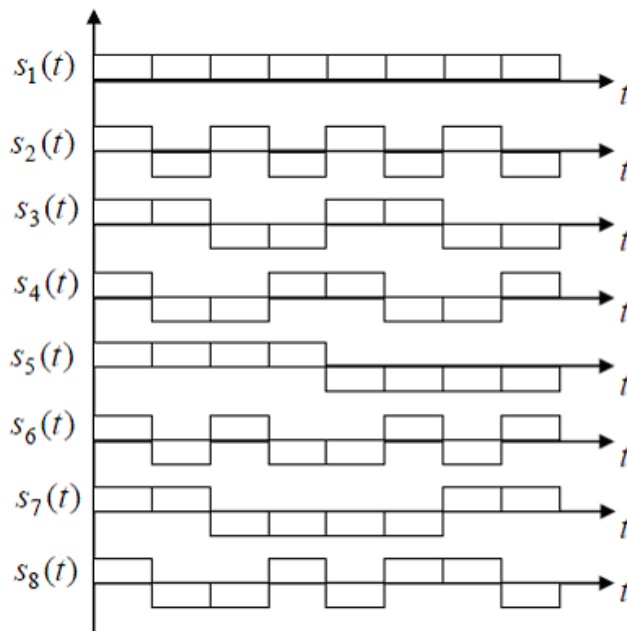 s₁(t)
t
s₂(t)
t
s₃(t)
t
s₄(t)
t
s₅(t)
t
s₆(t)
t
s₇(t)
t
s₈(t)
t